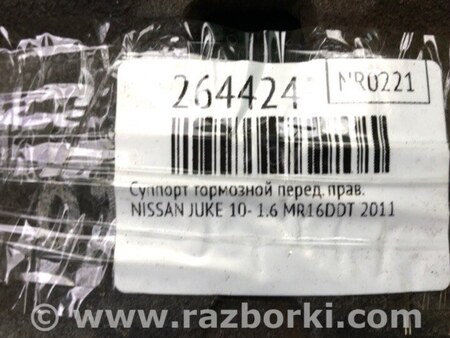 264424
NR0221
Суппорт тормозной перед. прав.
NISSAN JUKE 10- 1.6 MR16DDT 2011
© www.razborki.com